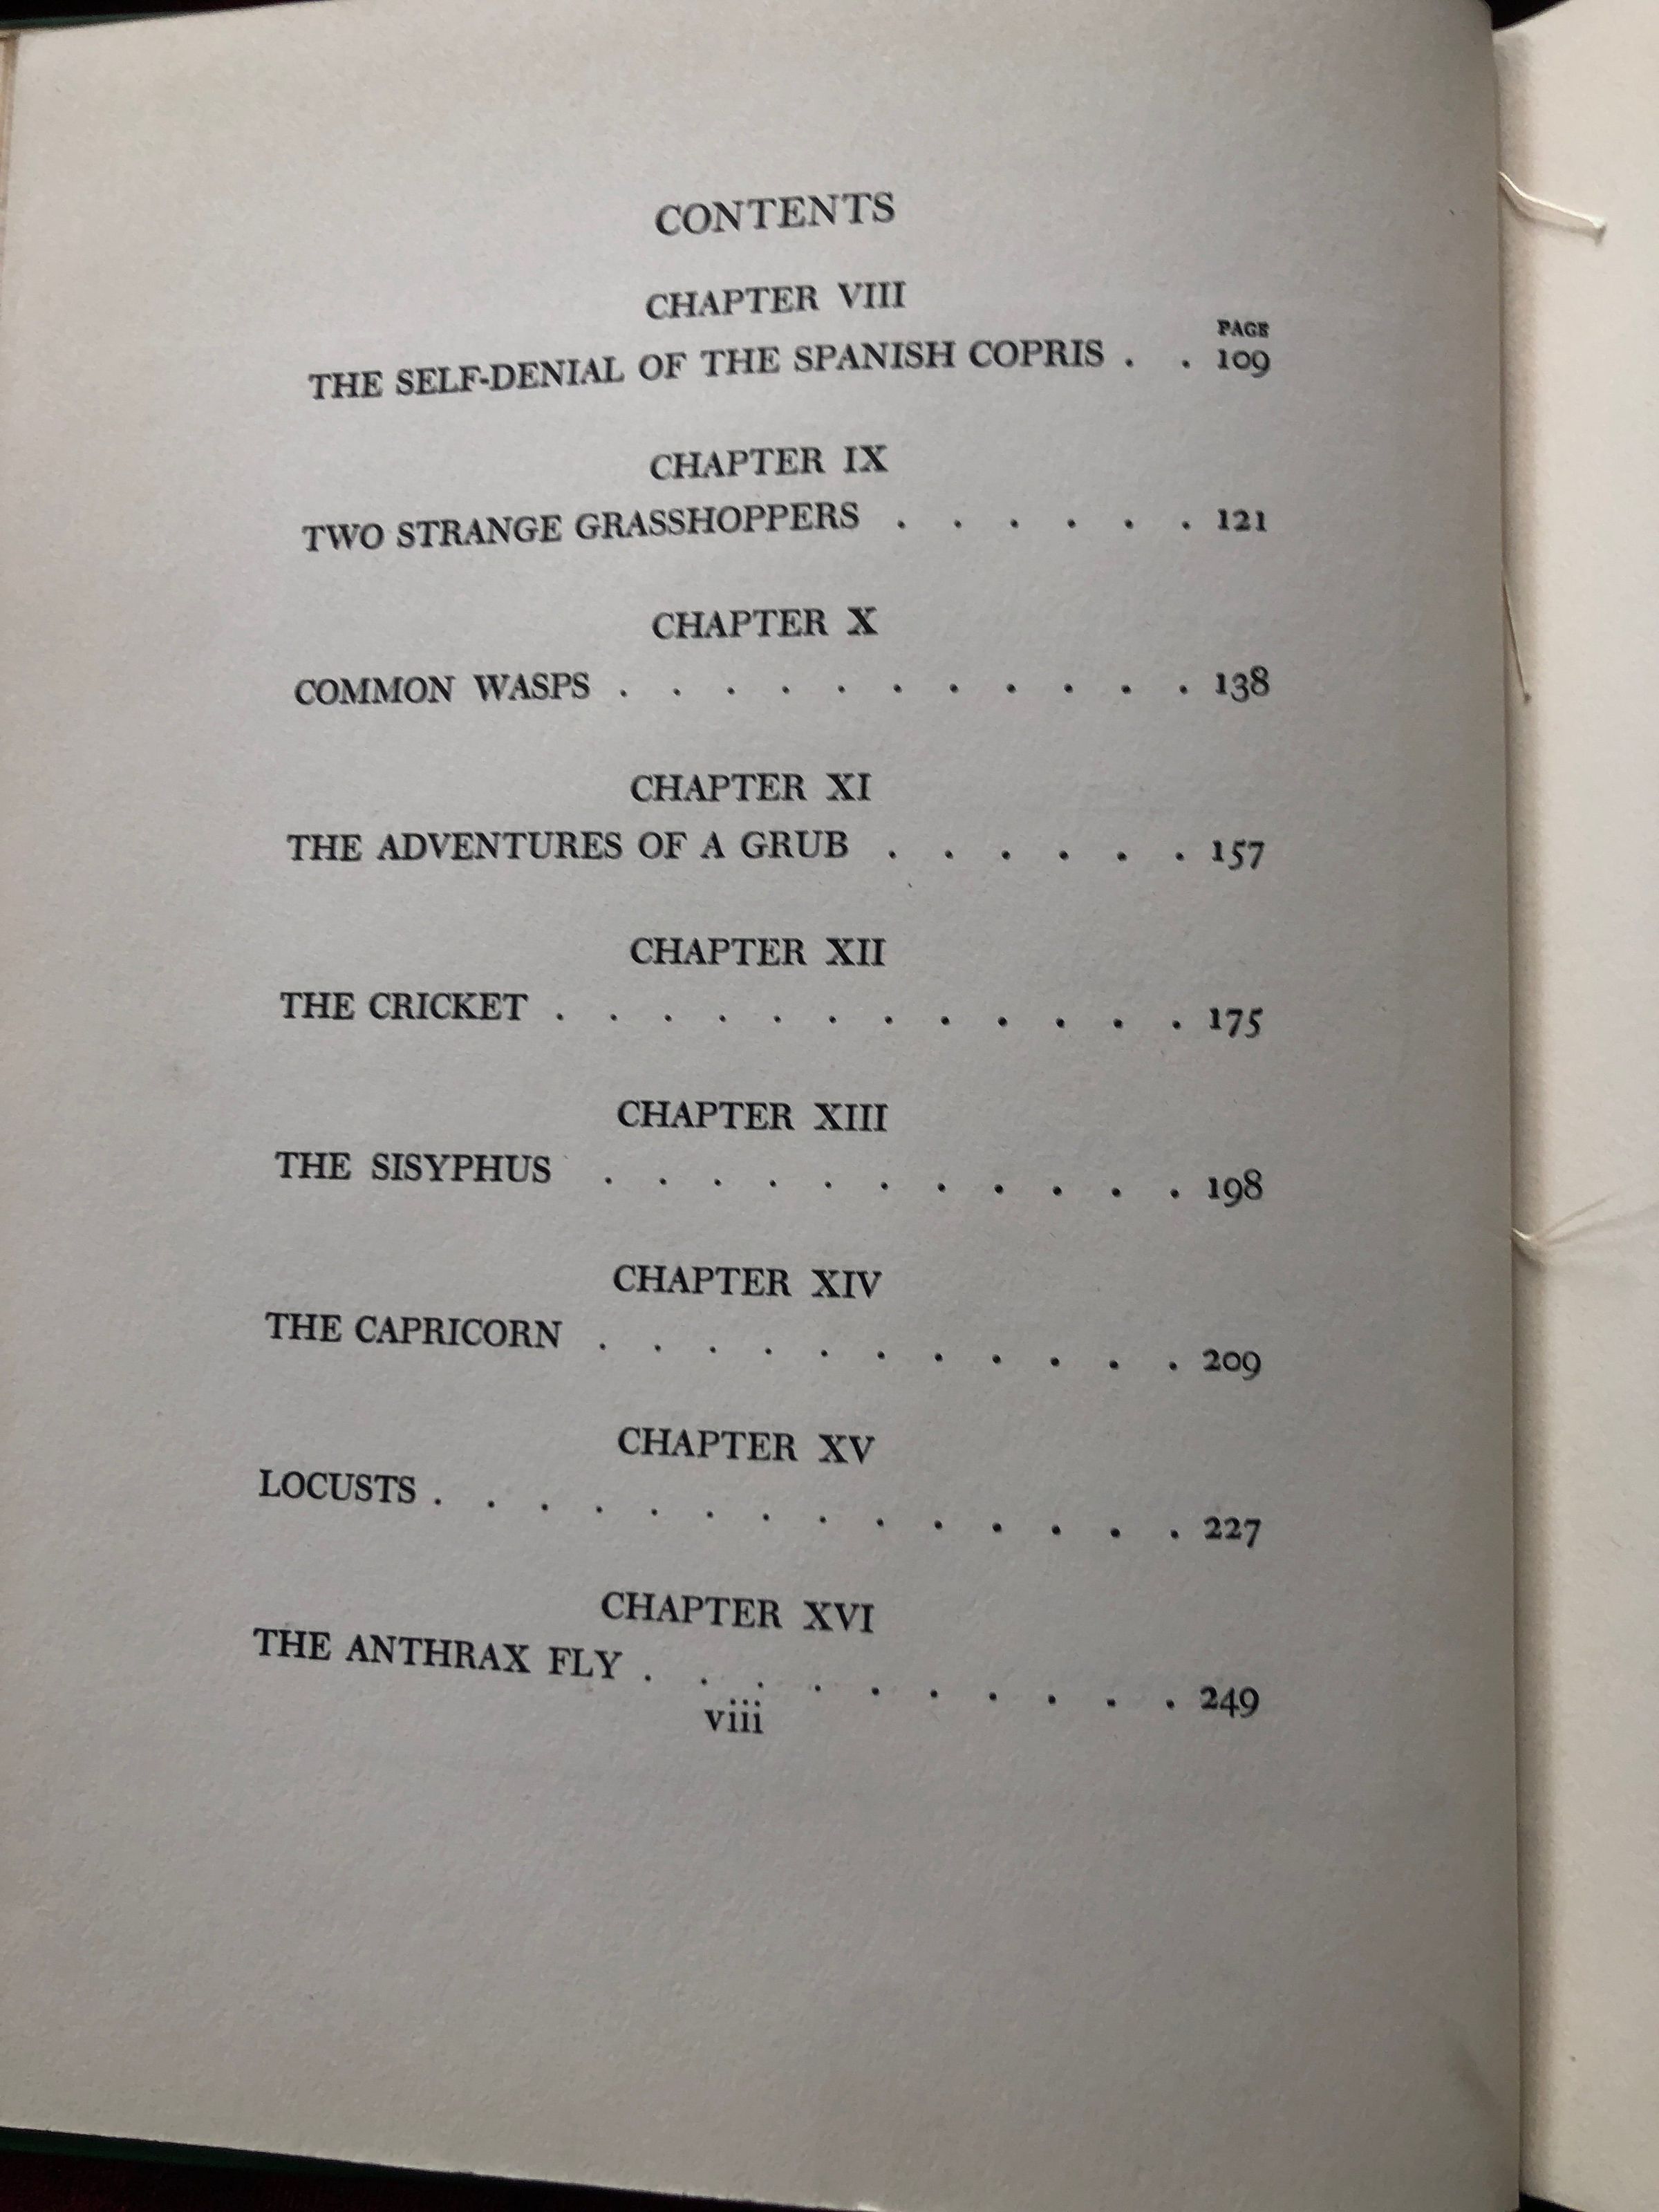 CONTENTS
CHAPTER VIII
PAGE
THE SELF-DENIAL OF THE SPANISH COPRIS . . 109
CHAPTER IX
TWO STRANGE GRASSHOPPERS . . . . . . 121
CHAPTER X
COMMON WASPS . . . . . . . . . . . 138
CHAPTER XI
THE ADVENTURES OF A GRUB . . . . . . 157
CHAPTER XII
THE CRICKET . . . . . . . . . . . . 175
CHAPTER XIII
THE SISYPHUS . . . . . . . . . . . 198
CHAPTER XIV
THE CAPRICORN . . . . . . . . . . . 209
CHAPTER XV
LOCUSTS . . . . . . . . . . . . . . 227
CHAPTER XVI
THE ANTHRAX FLY . . . . . . . . . . 249
viii